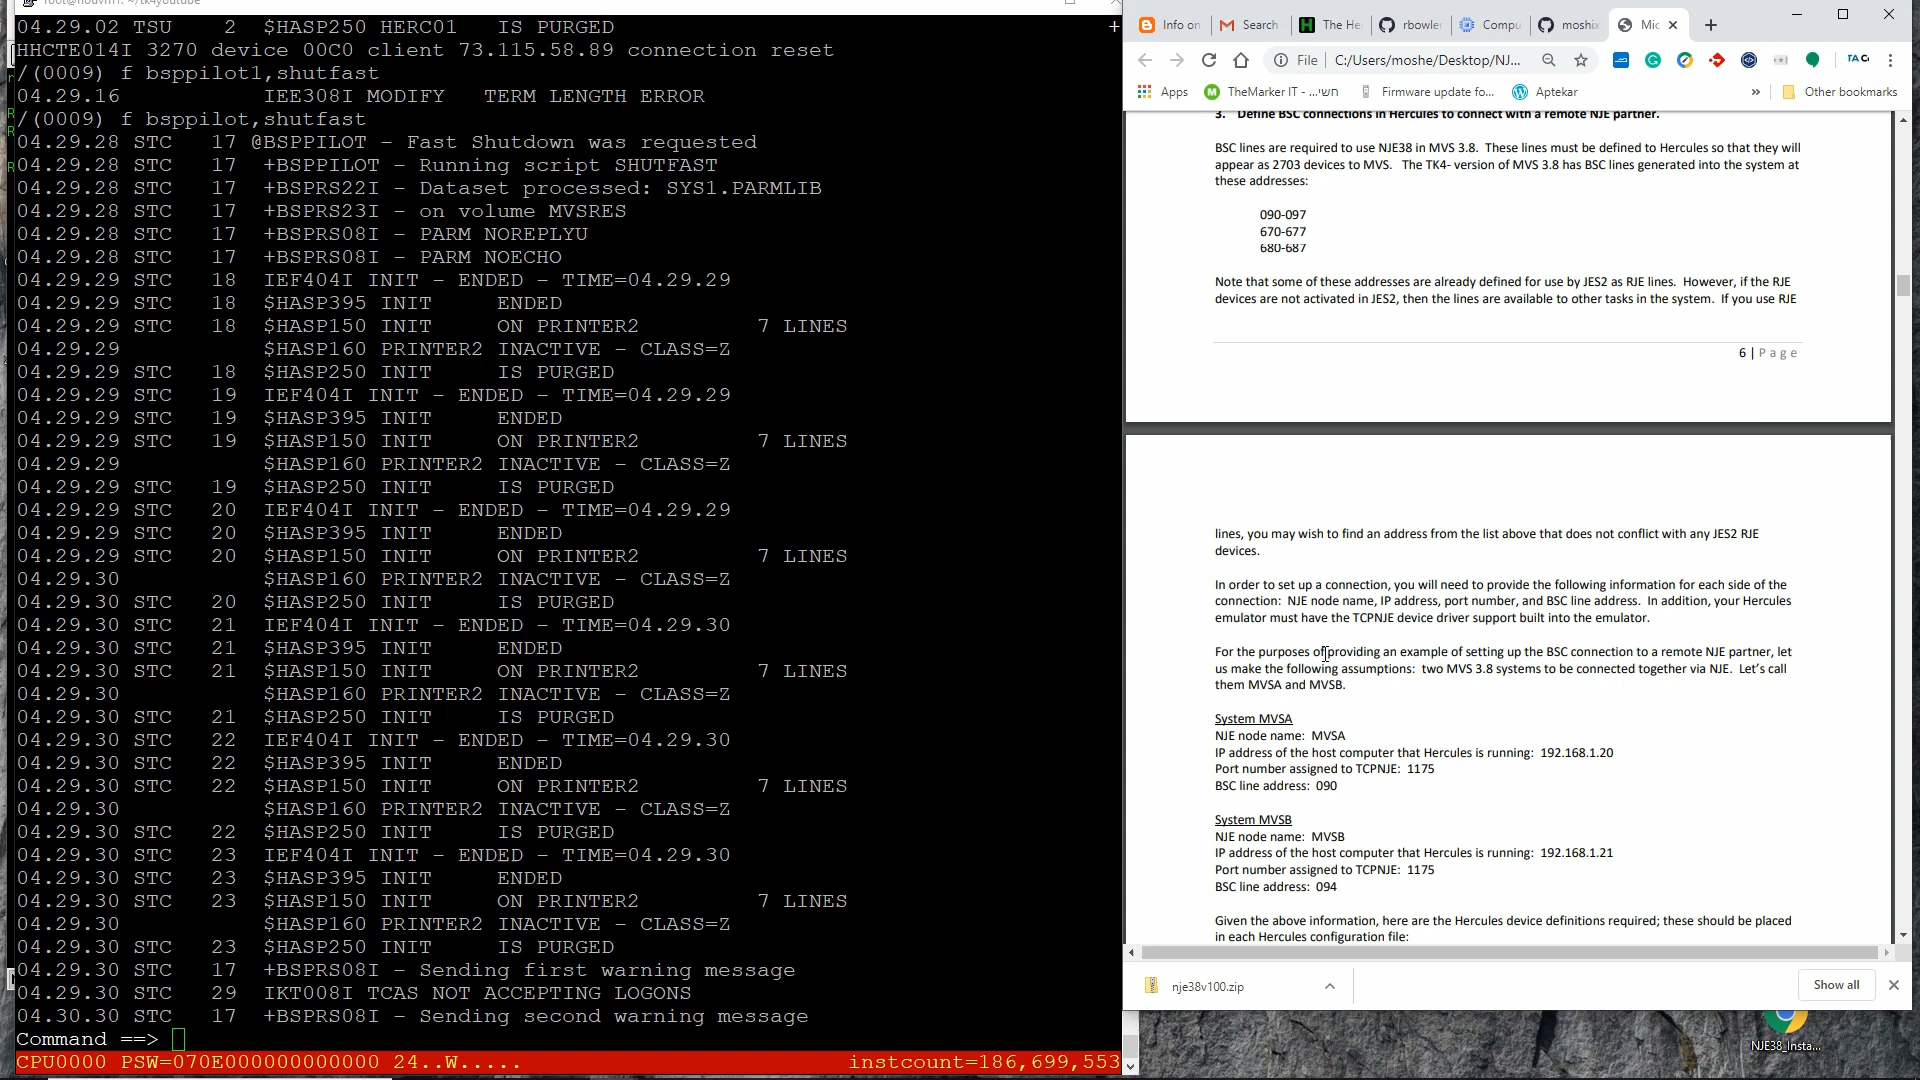 root@nouvm1: ~/tk4youtube
04.29.02 TSU    2  $HASP250 HERC01   IS PURGED
HHCTE014I 3270 device 00C0 client 73.115.58.89 connection reset
/(0009) f bsppilot1,shutfast
04.29.16           IEE308I MODIFY   TERM LENGTH ERROR
/(0009) f bsppilot,shutfast
04.29.28 STC   17 @BSPPILOT - Fast Shutdown was requested
04.29.28 STC   17  +BSPPILOT - Running script SHUTFAST
04.29.28 STC   17  +BSPRS22I - Dataset processed: SYS1.PARMLIB
04.29.28 STC   17  +BSPRS23I - on volume MVSRES
04.29.28 STC   17  +BSPRS08I - PARM NOREPLYU
04.29.28 STC   17  +BSPRS08I - PARM NOECHO
04.29.29 STC   18  IEF404I INIT - ENDED - TIME=04.29.29
04.29.29 STC   18  $HASP395 INIT     ENDED
04.29.29 STC   18  $HASP150 INIT     ON PRINTER2         7 LINES
04.29.29           $HASP160 PRINTER2 INACTIVE - CLASS=Z
04.29.29 STC   18  $HASP250 INIT     IS PURGED
04.29.29 STC   19  IEF404I INIT - ENDED - TIME=04.29.29
04.29.29 STC   19  $HASP395 INIT     ENDED
04.29.29 STC   19  $HASP150 INIT     ON PRINTER2         7 LINES
04.29.29           $HASP160 PRINTER2 INACTIVE - CLASS=Z
04.29.29 STC   19  $HASP250 INIT     IS PURGED
04.29.29 STC   20  IEF404I INIT - ENDED - TIME=04.29.29
04.29.29 STC   20  $HASP395 INIT     ENDED
04.29.29 STC   20  $HASP150 INIT     ON PRINTER2         7 LINES
04.29.30           $HASP160 PRINTER2 INACTIVE - CLASS=Z
04.29.30 STC   20  $HASP250 INIT     IS PURGED
04.29.30 STC   21  IEF404I INIT - ENDED - TIME=04.29.30
04.29.30 STC   21  $HASP395 INIT     ENDED
04.29.30 STC   21  $HASP150 INIT     ON PRINTER2         7 LINES
04.29.30           $HASP160 PRINTER2 INACTIVE - CLASS=Z
04.29.30 STC   21  $HASP250 INIT     IS PURGED
04.29.30 STC   22  IEF404I INIT - ENDED - TIME=04.29.30
04.29.30 STC   22  $HASP395 INIT     ENDED
04.29.30 STC   22  $HASP150 INIT     ON PRINTER2         7 LINES
04.29.30           $HASP160 PRINTER2 INACTIVE - CLASS=Z
04.29.30 STC   22  $HASP250 INIT     IS PURGED
04.29.30 STC   23  IEF404I INIT - ENDED - TIME=04.29.30
04.29.30 STC   23  $HASP395 INIT     ENDED
04.29.30 STC   23  $HASP150 INIT     ON PRINTER2         7 LINES
04.29.30           $HASP160 PRINTER2 INACTIVE - CLASS=Z
04.29.30 STC   23  $HASP250 INIT     IS PURGED
04.29.30 STC   17  +BSPRS08I - Sending first warning message
04.29.30 STC   29  IKT008I TCAS NOT ACCEPTING LOGONS
04.30.30 STC   17  +BSPRS08I - Sending second warning message
Command ==>
CPU0000 PSW=070E000000000000 24..W.....    instcount=186,699,553
Info on  Search  The He  rbowler  Compu  moshix  Mic
File  C:/Users/moshe/Desktop/NJ...
Apps  TheMarker IT - ...חשי  Firmware update fo...  Aptekar  »  Other bookmarks
3. Define BSC connections in Hercules to connect with a remote NJE partner.
BSC lines are required to use NJE38 in MVS 3.8. These lines must be defined to Hercules so that they will
appear as 2703 devices to MVS. The TK4- version of MVS 3.8 has BSC lines generated into the system at
these addresses:
090-097
670-677
680-687
Note that some of these addresses are already defined for use by JES2 as RJE lines. However, if the RJE
devices are not activated in JES2, then the lines are available to other tasks in the system. If you use RJE
6 | Page
lines, you may wish to find an address from the list above that does not conflict with any JES2 RJE
devices.
In order to set up a connection, you will need to provide the following information for each side of the
connection: NJE node name, IP address, port number, and BSC line address. In addition, your Hercules
emulator must have the TCPNJE device driver support built into the emulator.
For the purposes of providing an example of setting up the BSC connection to a remote NJE partner, let
us make the following assumptions: two MVS 3.8 systems to be connected together via NJE. Let's call
them MVSA and MVSB.
System MVSA
NJE node name: MVSA
IP address of the host computer that Hercules is running: 192.168.1.20
Port number assigned to TCPNJE: 1175
BSC line address: 090
System MVSB
NJE node name: MVSB
IP address of the host computer that Hercules is running: 192.168.1.21
Port number assigned to TCPNJE: 1175
BSC line address: 094
Given the above information, here are the Hercules device definitions required; these should be placed
in each Hercules configuration file:
nje38v100.zip
Show all
NJE38_Insta...